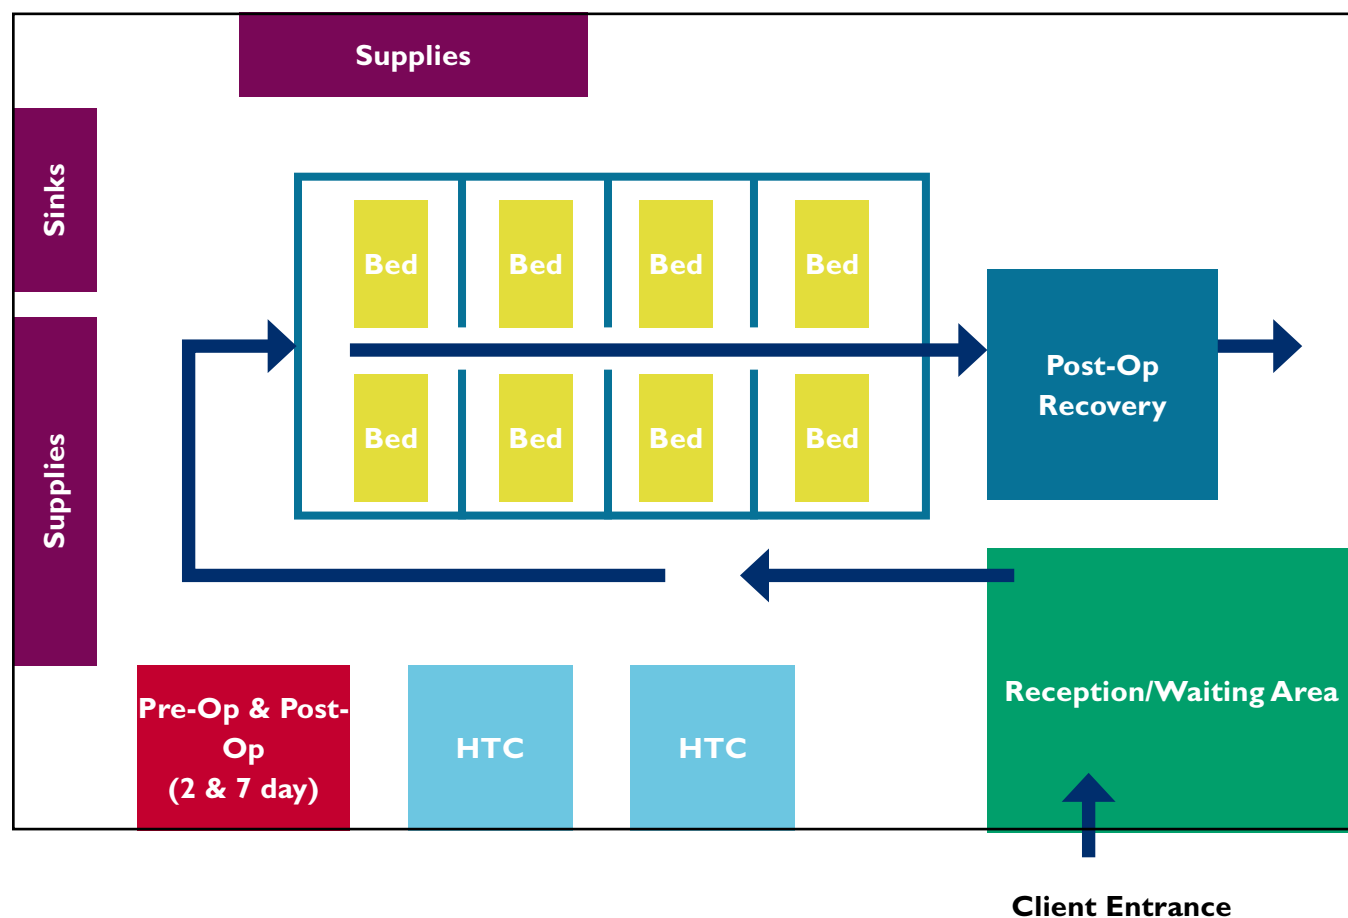 Supplies
Sinks
Bed Bed Bed Bed
Post-Op
Recovery
Bed Bed Bed Bed
Supplies
Reception/Waiting Area
Pre-Op & Post-
Op
(2 & 7 day)
HTC
HTC
Client Entrance